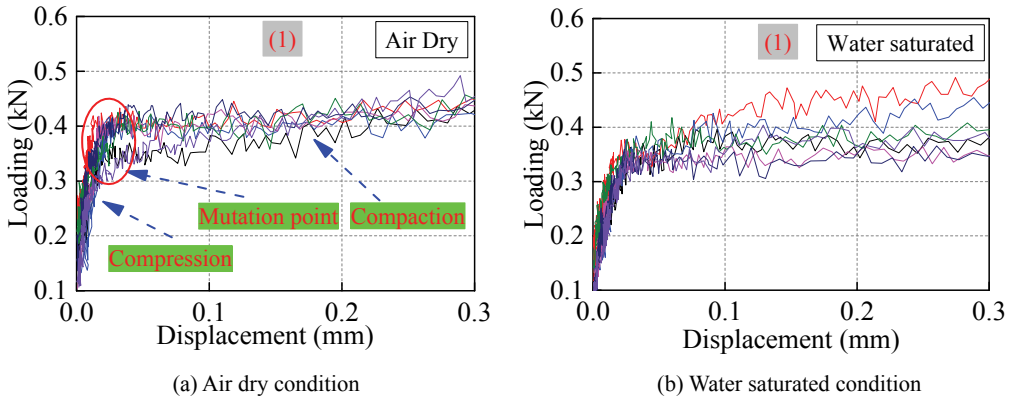 (1)
Air Dry
0.6
0.5
0.4
0.3
0.2
0.1
Loading (kN)
Mutation point
Compaction
Compression
0.0
0.1
0.2
0.3
Displacement (mm)
(a) Air dry condition
(1)
Water saturated
0.6
0.5
0.4
0.3
0.2
0.1
Loading (kN)
0.0
0.1
0.2
0.3
Displacement (mm)
(b) Water saturated condition